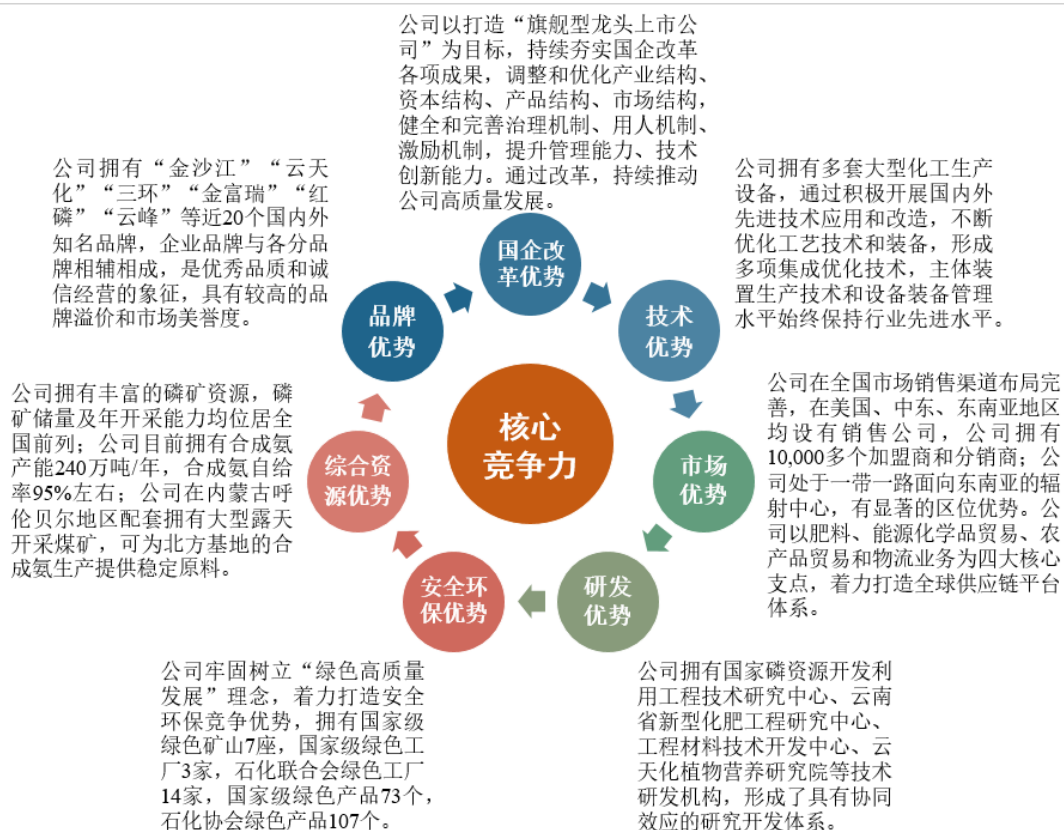 公司以打造“旗舰型龙头上市
公司”为目标，持续夯实国企改革
各项成果，调整和优化产业结构、
资本结构、产品结构、市场结构，
健全和完善治理机制、用人机制、
激励机制，提升管理能力、技术
创新能力。通过改革，持续推动
公司高质量发展。
国企改
革优势
公司拥有多套大型化工生产
设备，通过积极开展国内外
先进技术应用和改造，不断
优化工艺技术和装备，形成
多项集成优化技术，主体装
置生产技术和设备装备管理
水平始终保持行业先进水平。
技术
优势
公司在全国市场销售渠道布局完
善，在美国、中东、东南亚地区
均设有销售公司，公司拥有
10,000多个加盟商和分销商；公
司处于一带一路面向东南亚的辐
射中心，有显著的区位优势。公
司以肥料、能源化学品贸易、农
产品贸易和物流业务为四大核心
支点，着力打造全球供应链平台
体系。
市场
优势
公司拥有国家磷资源开发利
用工程技术研究中心、云南
省新型化肥工程研究中心、
工程材料技术开发中心、云
天化植物营养研究院等技术
研发机构，形成了具有协同
效应的研究开发体系。
研发
优势
公司牢固树立“绿色高质量
发展”理念，着力打造安全
环保竞争优势，拥有国家级
绿色矿山7座，国家级绿色工
厂3家，石化联合会绿色工厂
14家，国家级绿色产品73个，
石化协会绿色产品107个。
安全环
保优势
公司拥有丰富的磷矿资源，磷
矿储量及年开采能力均位居全
国前列；公司目前拥有合成氨
产能240万吨/年，合成氨自给
率95%左右；公司在内蒙古呼
伦贝尔地区配套拥有大型露天
开采煤矿，可为北方基地的合
成氨生产提供稳定原料。
综合资
源优势
公司拥有“金沙江”“云天
化”“三环”“金富瑞”“红
磷”“云峰”等近20个国内外
知名品牌，企业品牌与各分品
牌相辅相成，是优秀品质和诚
信经营的象征，具有较高的品
牌溢价和市场美誉度。
品牌
优势
核心
竞争力